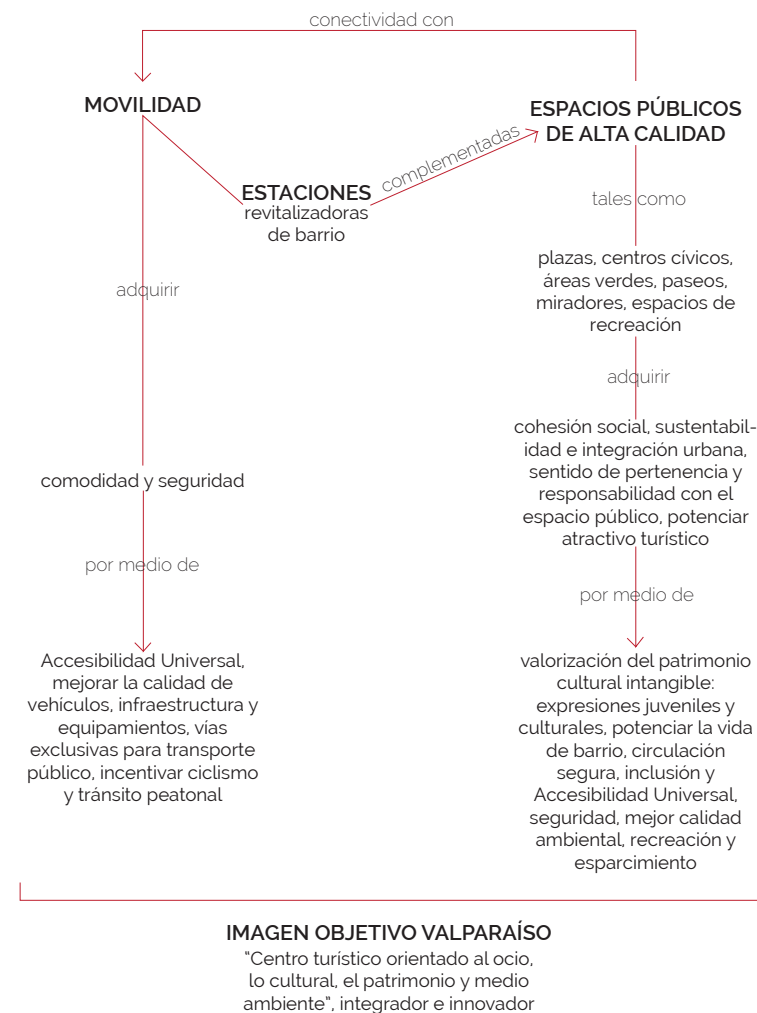 conectividad con
MOVILIDAD
ESPACIOS PÚBLICOS
DE ALTA CALIDAD
ESTACIONES
revitalizadoras
de barrio
complementadas
tales como
plazas, centros cívicos,
áreas verdes, paseos,
miradores, espacios de
recreación
adquirir
adquirir
cohesión social, sustentabil-
idad e integración urbana,
sentido de pertenencia y
responsabilidad con el
espacio público, potenciar
atractivo turístico
comodidad y seguridad
por medio de
por medio de
Accesibilidad Universal,
mejorar la calidad de
vehículos, infraestructura y
equipamientos, vías
exclusivas para transporte
público, incentivar ciclismo
y tránsito peatonal
valorización del patrimonio
cultural intangible:
expresiones juveniles y
culturales, potenciar la vida
de barrio, circulación
segura, inclusión y
Accesibilidad Universal,
seguridad, mejor calidad
ambiental, recreación y
esparcimiento
IMAGEN OBJETIVO VALPARAÍSO
"Centro turístico orientado al ocio,
lo cultural, el patrimonio y medio
ambiente", integrador e innovador